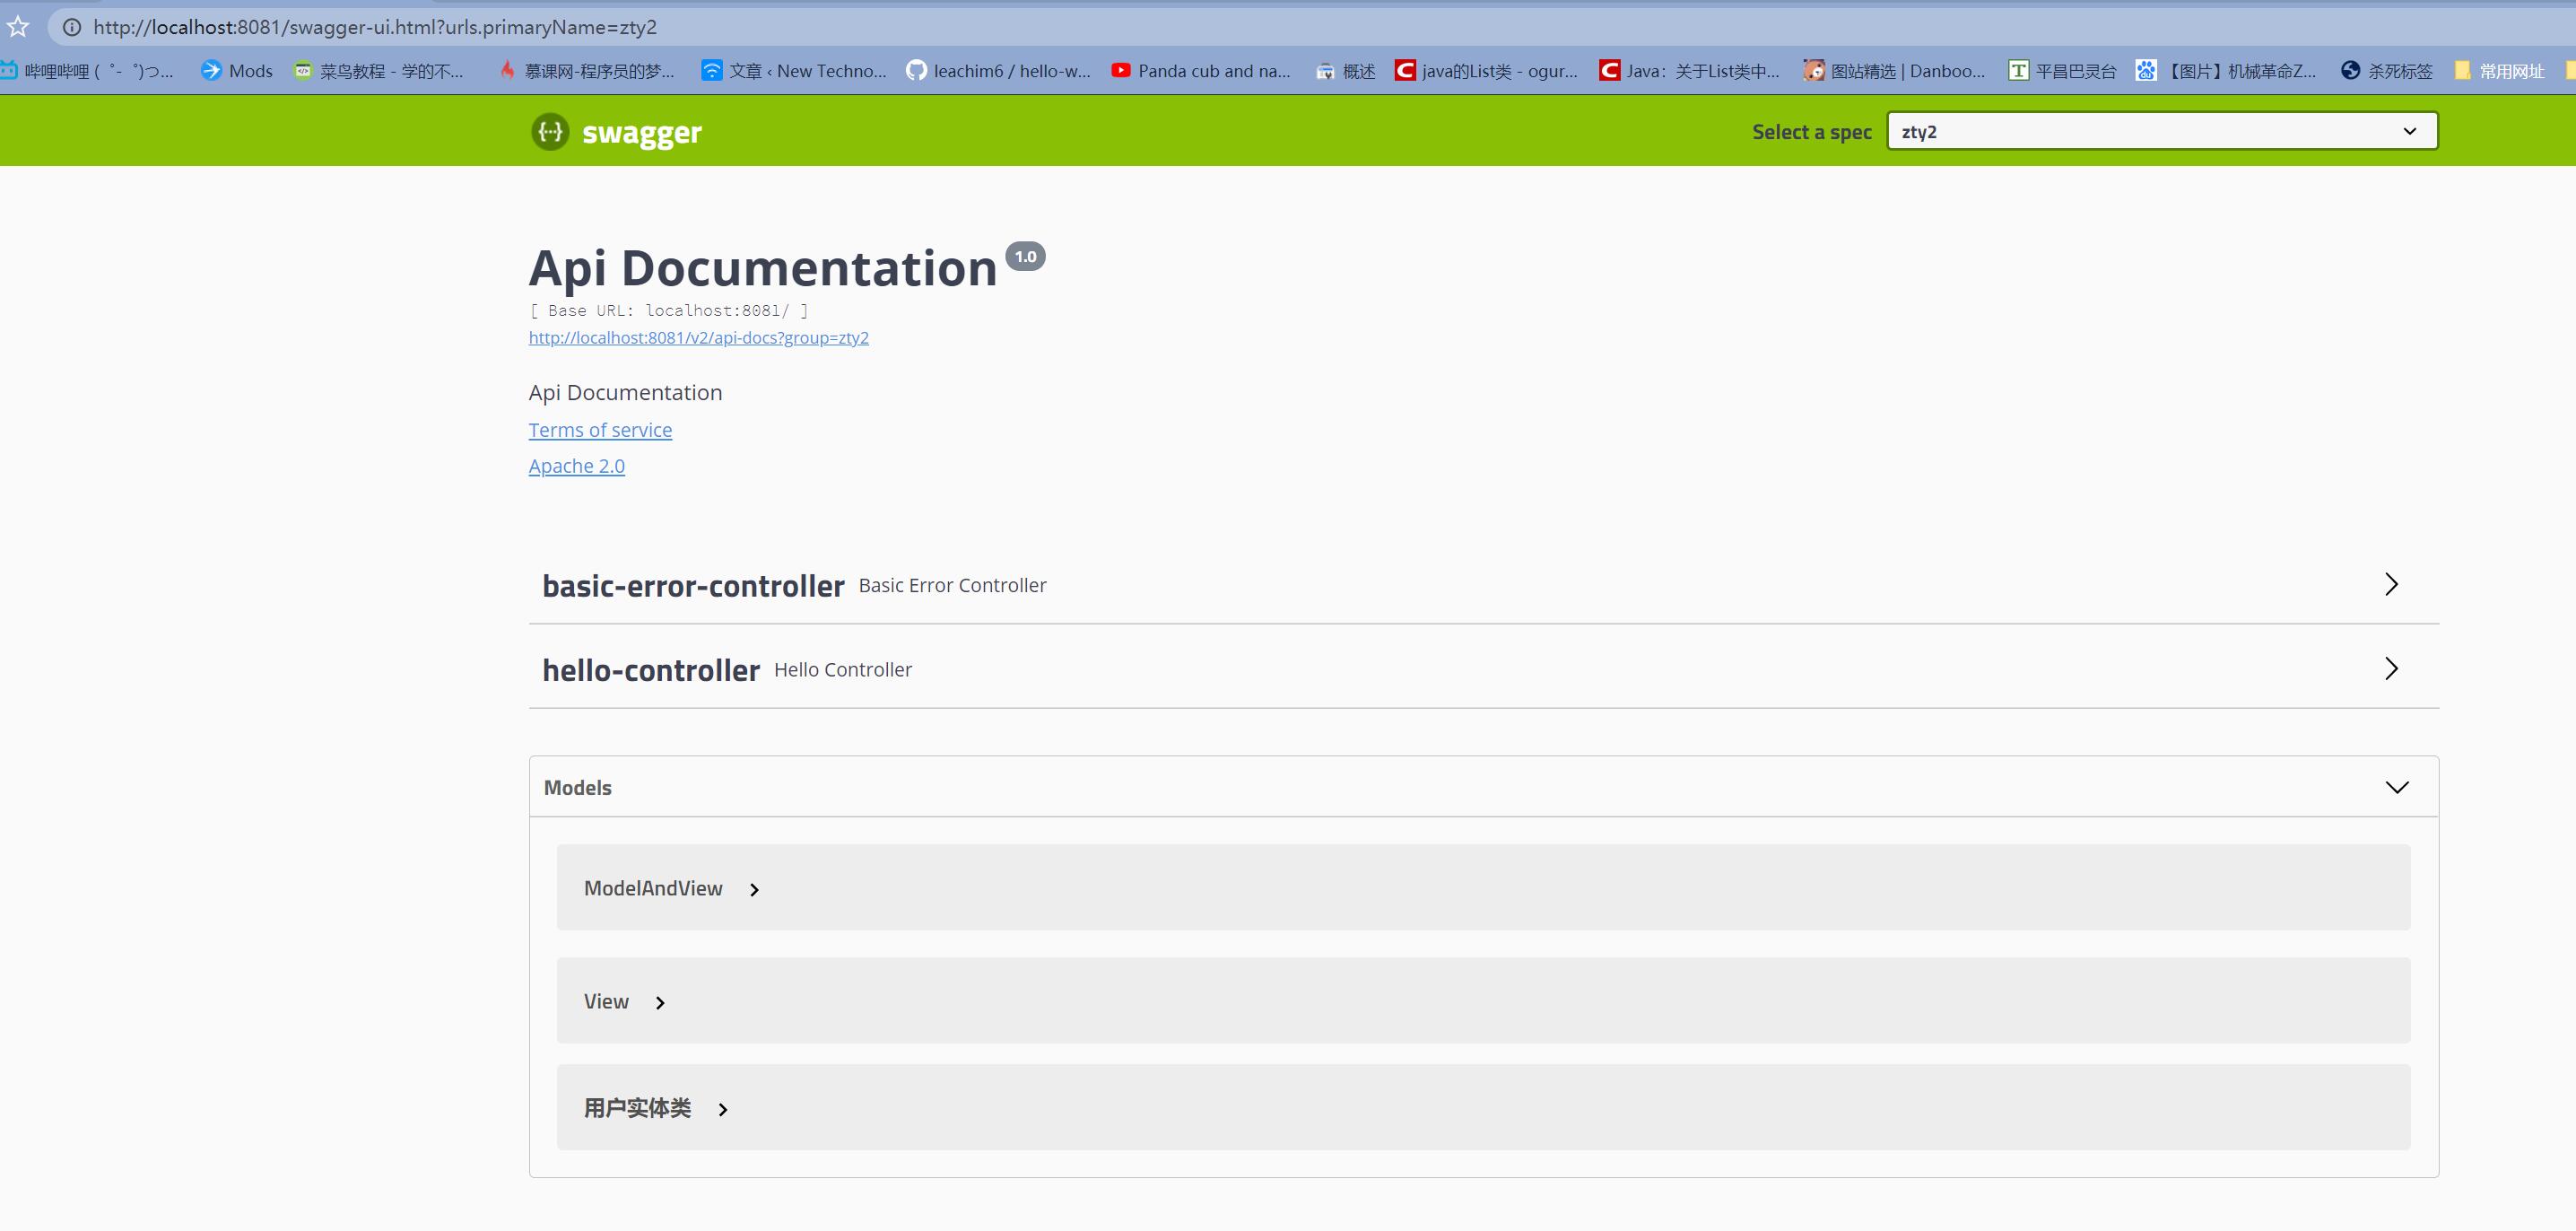 http://localhost:8081/swagger-ui.html?urls.primaryName=zty2
哔哩哔哩 (゜-゜)つ... Mods 菜鸟教程 - 学的不... 慕课网-程序员的梦... 文章 ‹ New Techno... leachim6 / hello-w... Panda cub and na... 概述 java的List类 - ogur... Java：关于List类中... 图站精选 | Danboo... 平昌巴灵台 【图片】机械革命Z... 杀死标签 常用网址
swagger Select a spec zty2
Api Documentation 1.0
[ Base URL: localhost:8081/ ]
http://localhost:8081/v2/api-docs?group=zty2
Api Documentation
Terms of service
Apache 2.0
basic-error-controller Basic Error Controller
hello-controller Hello Controller
Models
ModelAndView
View
用户实体类